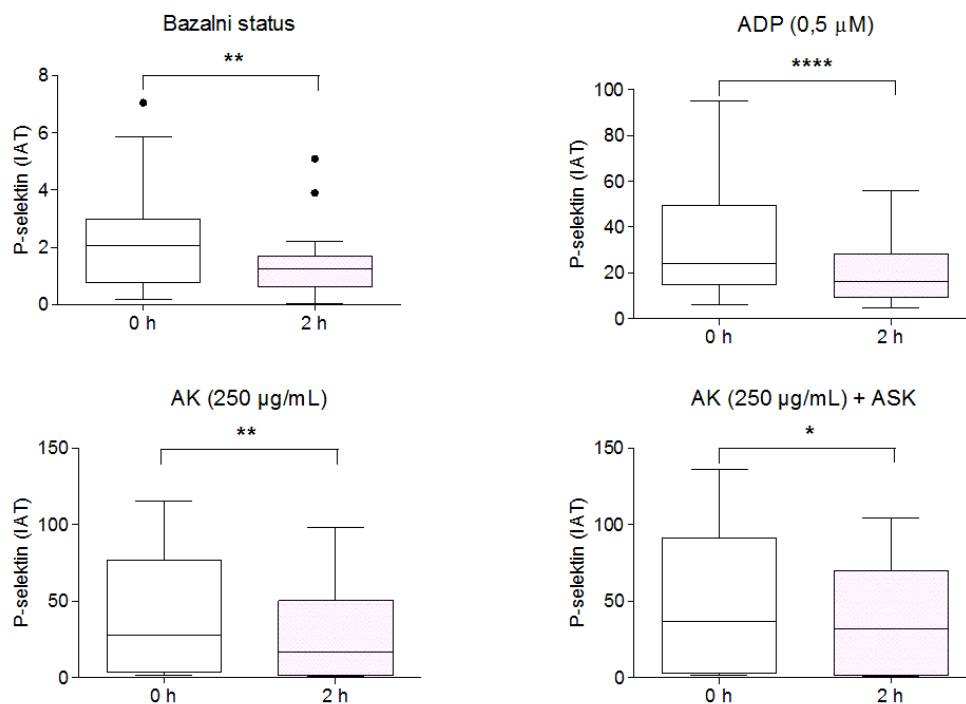 Bazalni status
**
P-selektin (IAT)
8
6
4
2
0
0 h
2 h
ADP (0,5 µM)
****
P-selektin (IAT)
100
80
60
40
20
0
0 h
2 h
AK (250 µg/mL)
**
P-selektin (IAT)
150
100
50
0
0 h
2 h
AK (250 µg/mL) + ASK
*
P-selektin (IAT)
150
100
50
0
0 h
2 h